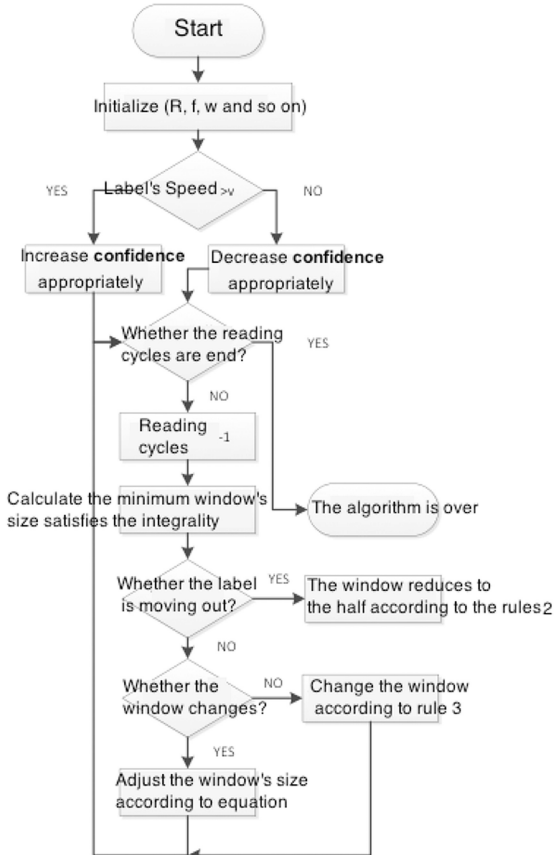 Start
Initialize (R, f, w and so on)
Label's Speed >v
YES
NO
Increase confidence
appropriately
Decrease confidence
appropriately
Whether the reading
cycles are end?
YES
NO
Reading
cycles -1
Calculate the minimum window's
size satisfies the integrality
The algorithm is over
Whether the label
is moving out?
YES
The window reduces to
the half according to the rules2
NO
Whether the
window changes?
NO
Change the window
according to rule 3
YES
Adjust the window's size
according to equation